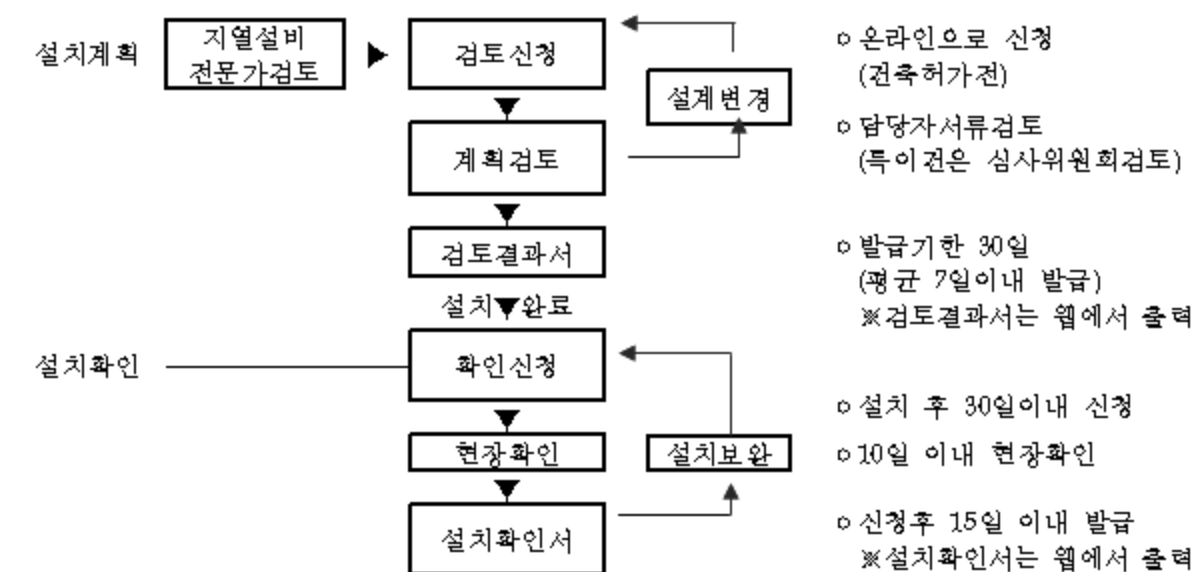 설치계획
지열설비
전문가검토
검토신청
설계변경
계획검토
검토결과서
설치 완료
설치확인
확인신청
현장확인
설치보완
설치확인서
o 온라인으로 신청
(건축허가전)
o 담당자서류검토
(특이건은 심사위원회검토)
o 발급기한 30일
(평균 7일이내 발급)
※검토결과서는 웹에서 출력
o 설치 후 30일이내 신청
o 10일 이내 현장확인
o 신청후 15일 이내 발급
※설치확인서는 웹에서 출력